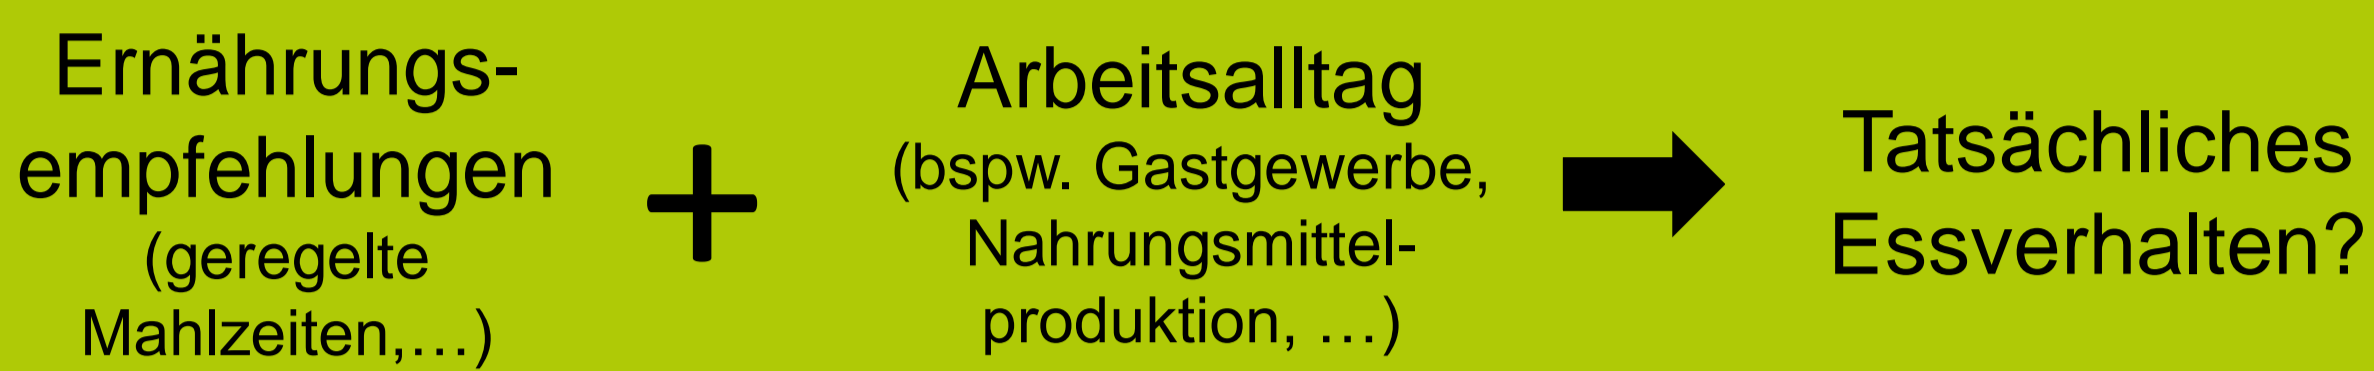 Ernährungs-
empfehlungen
(geregelte
Mahlzeiten,…)
+
Arbeitsalltag
(bspw. Gastgewerbe,
Nahrungsmittel-
produktion, …)
Tatsächliches
Essverhalten?